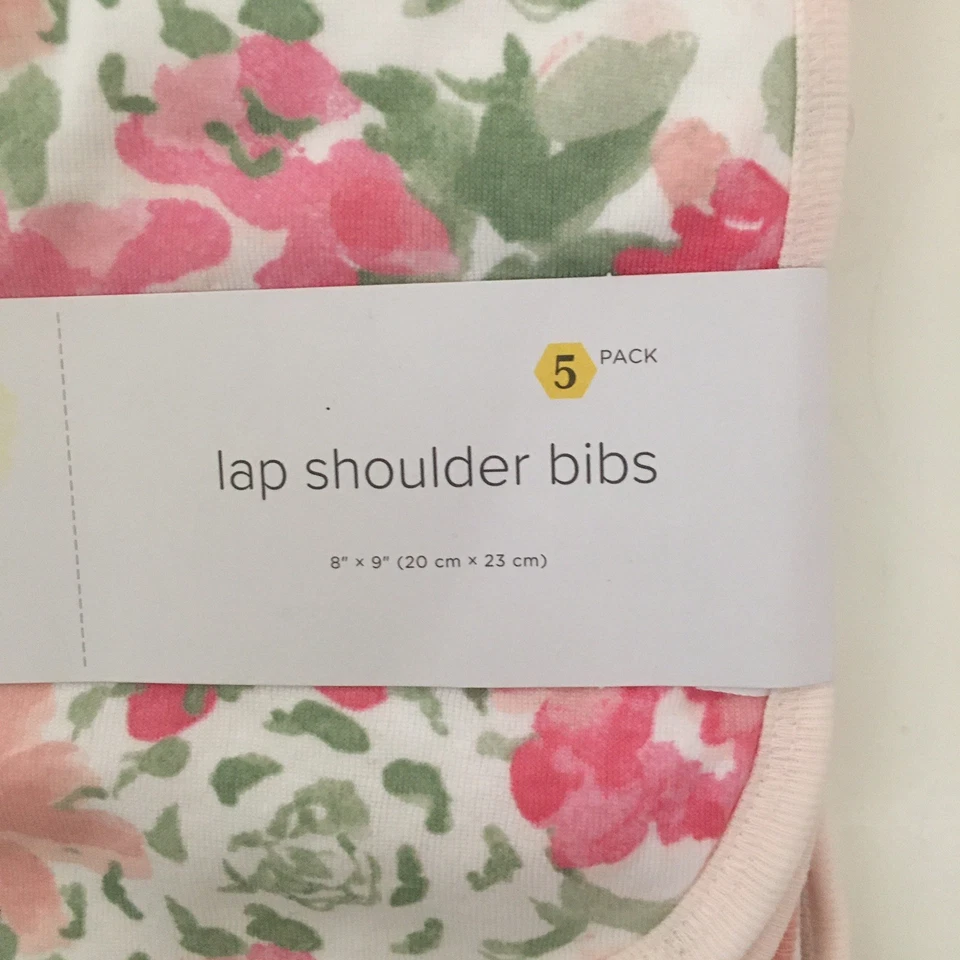 5 PACK
lap shoulder bibs
8" × 9" (20 cm × 23 cm)